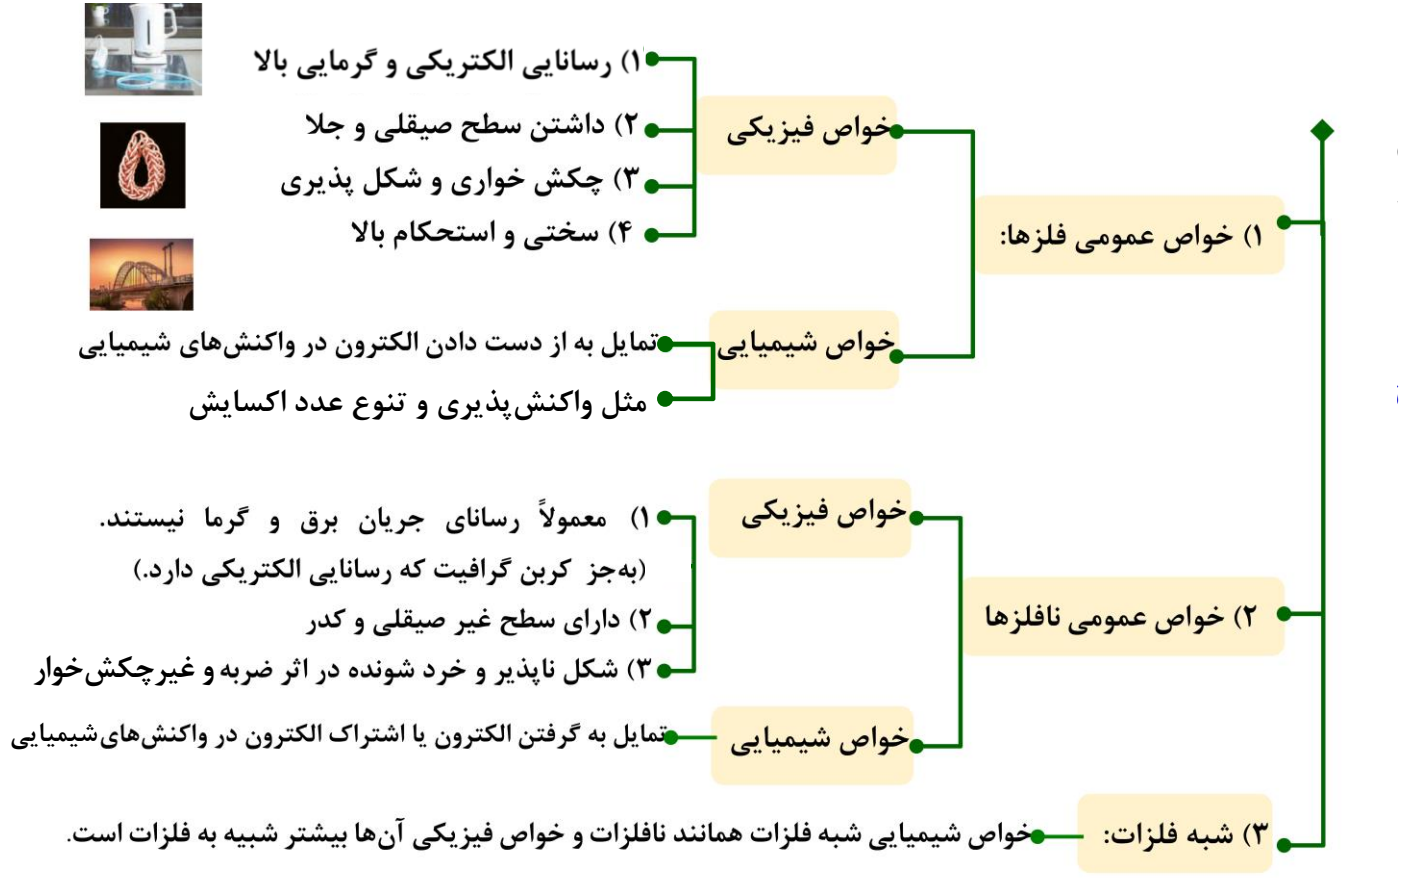 ۱) خواص عمومی فلزها:
خواص فیزیکی
۱) رسانایی الکتریکی و گرمایی بالا
۲) داشتن سطح صیقلی و جلا
۳) چکش خواری و شکل پذیری
۴) سختی و استحکام بالا
خواص شیمیایی
تمایل به از دست دادن الکترون در واکنش‌های شیمیایی
مثل واکنش‌پذیری و تنوع عدد اکسایش
۲) خواص عمومی نافلزها
خواص فیزیکی
۱) معمولاً رسانای جریان برق و گرما نیستند.
(به‌جز کربن گرافیت که رسانایی الکتریکی دارد.)
۲) دارای سطح غیر صیقلی و کدر
۳) شکل ناپذیر و خرد شونده در اثر ضربه و غیرچکش‌خوار
خواص شیمیایی
تمایل به گرفتن الکترون یا اشتراک الکترون در واکنش‌های‌شیمیایی
۳) شبه فلزات:
خواص شیمیایی شبه فلزات همانند نافلزات و خواص فیزیکی آن‌ها بیشتر شبیه به فلزات است.